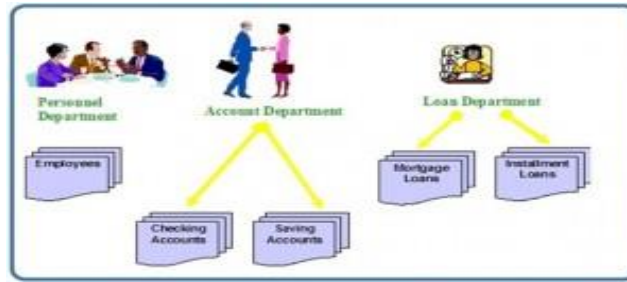 Personnel
Department
Account Department
Loan Department
Employees
Mortgage
Loans
Installment
Loans
Checking
Accounts
Saving
Accounts